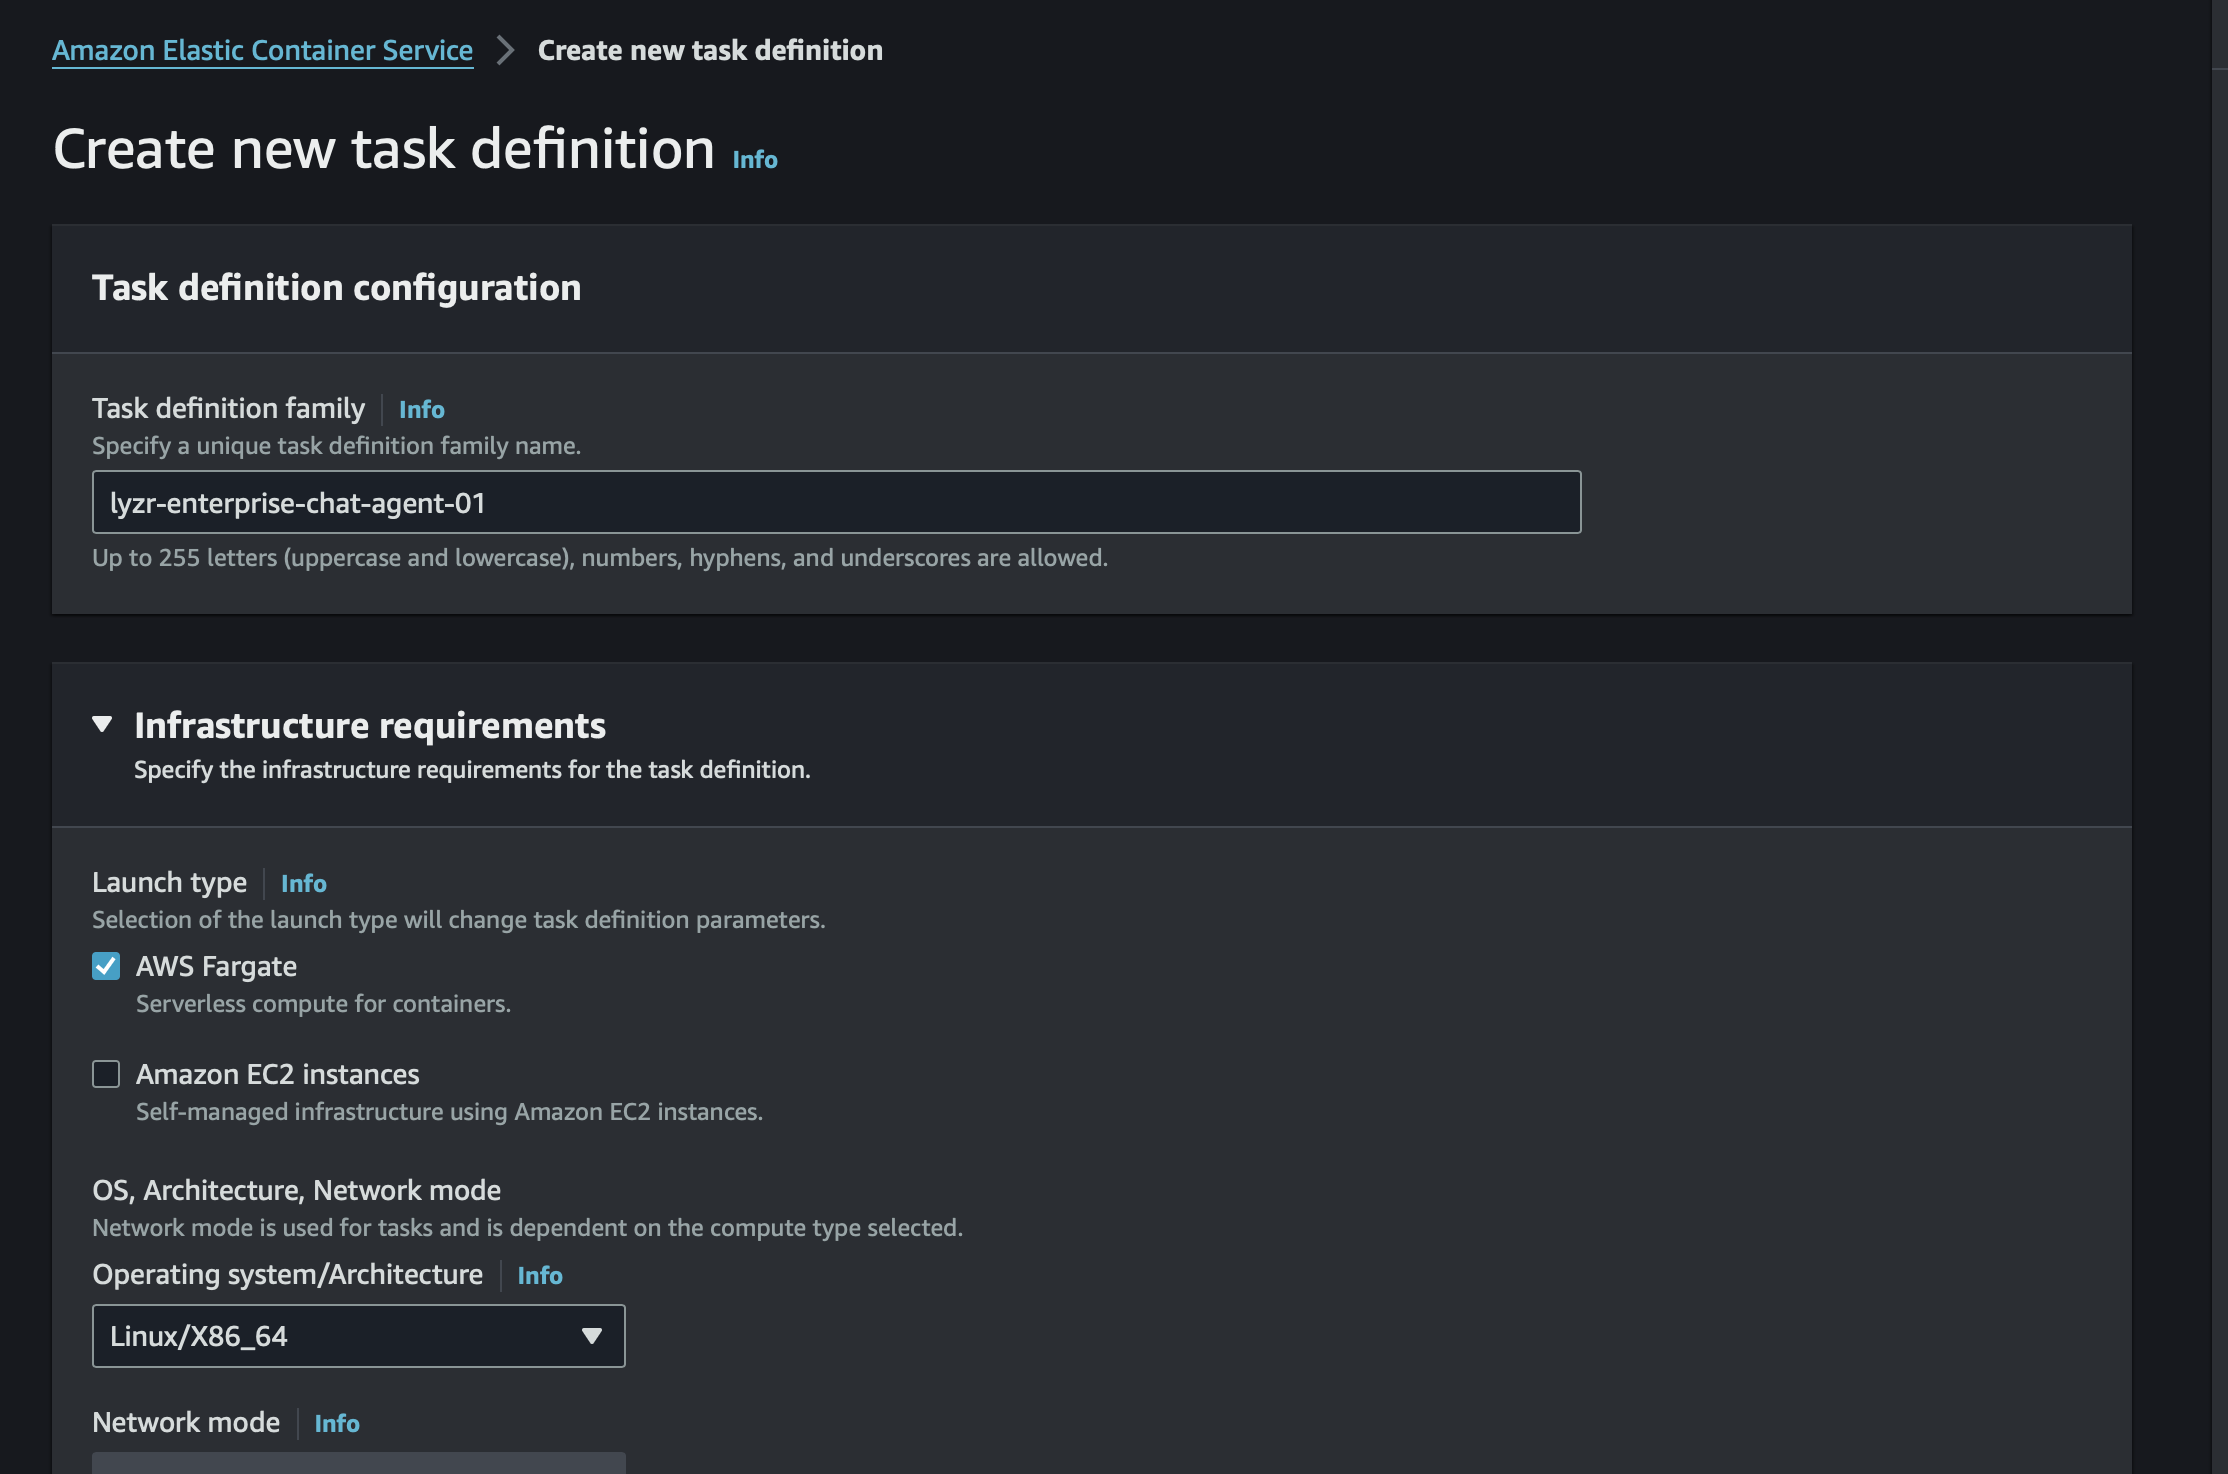 Amazon Elastic Container Service > Create new task definition
Create new task definition Info
Task definition configuration
Task definition family Info
Specify a unique task definition family name.
lyzr-enterprise-chat-agent-01
Up to 255 letters (uppercase and lowercase), numbers, hyphens, and underscores are allowed.
Infrastructure requirements
Specify the infrastructure requirements for the task definition.
Launch type Info
Selection of the launch type will change task definition parameters.
AWS Fargate
Serverless compute for containers.
Amazon EC2 instances
Self-managed infrastructure using Amazon EC2 instances.
OS, Architecture, Network mode
Network mode is used for tasks and is dependent on the compute type selected.
Operating system/Architecture Info
Linux/X86_64
Network mode Info